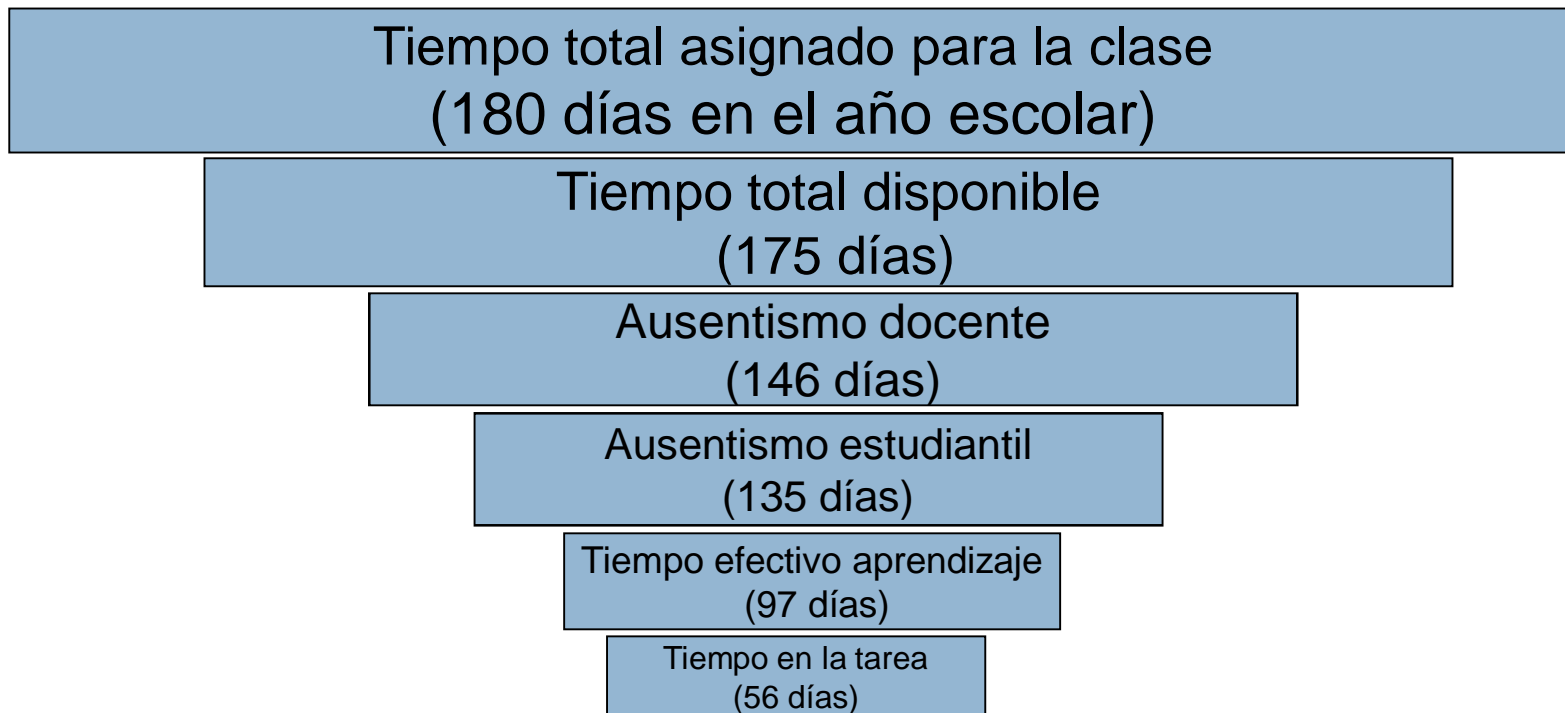 Tiempo total asignado para la clase
(180 días en el año escolar)
Tiempo total disponible
(175 días)
Ausentismo docente
(146 días)
Ausentismo estudiantil
(135 días)
Tiempo efectivo aprendizaje
(97 días)
Tiempo en la tarea
(56 días)